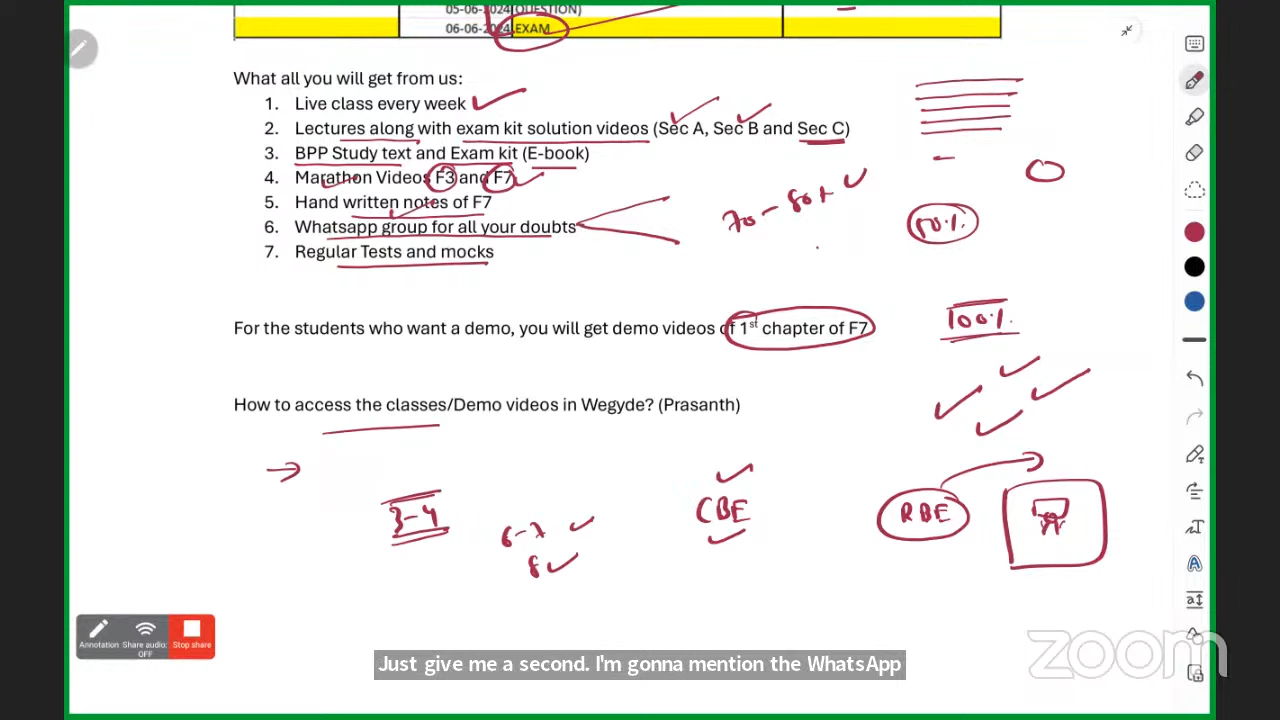 05-06-2024 QUESTION)
06-06-2024 EXAM
What all you will get from us:
1. Live class every week
2. Lectures along with exam kit solution videos (Sec A, Sec B and Sec C)
3. BPP Study text and Exam kit (E-book)
4. Marathon Videos F3 and F7
5. Hand written notes of F7
6. Whatsapp group for all your doubts
7. Regular Tests and mocks
70-80+
50%
For the students who want a demo, you will get demo videos of 1st chapter of F7
100%
How to access the classes/Demo videos in Wegyde? (Prasanth)
3-4
6-7
8
CBE
RBE
Annotation
Share audio: OFF
Stop share
Just give me a second. I'm gonna mention the WhatsApp
zoom